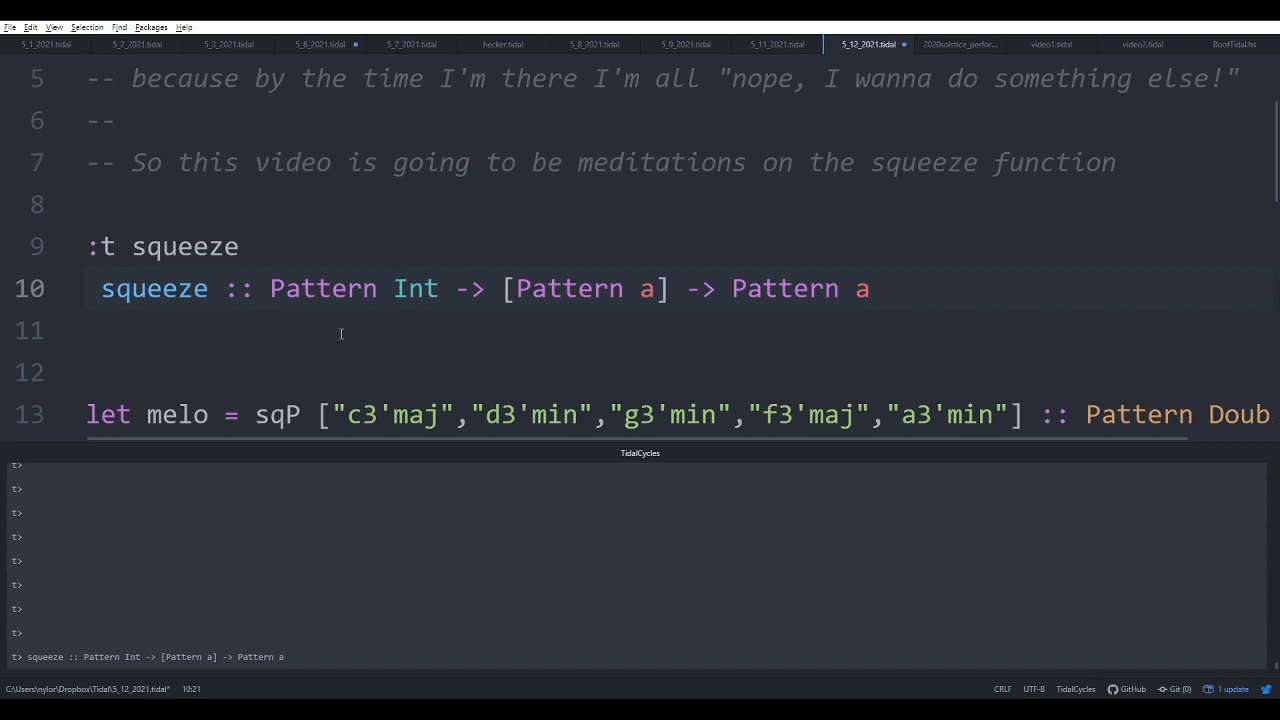 File Edit View Selection Find Packages Help
5_1_2021.tidal 5_2_2021.tidal 5_3_2021.tidal 5_6_2021.tidal 5_7_2021.tidal hecker.tidal 5_8_2021.tidal 5_9_2021.tidal 5_11_2021.tidal 5_12_2021.tidal 2020solstice_perfor... video1.tidal video2.tidal BootTidal.hs
5 -- because by the time I'm there I'm all "nope, I wanna do something else!"
6 --
7 -- So this video is going to be meditations on the squeeze function
8
9 :t squeeze
10 squeeze :: Pattern Int -> [Pattern a] -> Pattern a
11
12
13 let melo = sqP ["c3'maj","d3'min","g3'min","f3'maj","a3'min"] :: Pattern Doub
TidalCycles
t>
t>
t>
t>
t>
t>
t>
t>
t> squeeze :: Pattern Int -> [Pattern a] -> Pattern a
C:\Users\nylor\Dropbox\Tidal\5_12_2021.tidal* 10:21 CRLF UTF-8 TidalCycles GitHub Git (0) 1 update